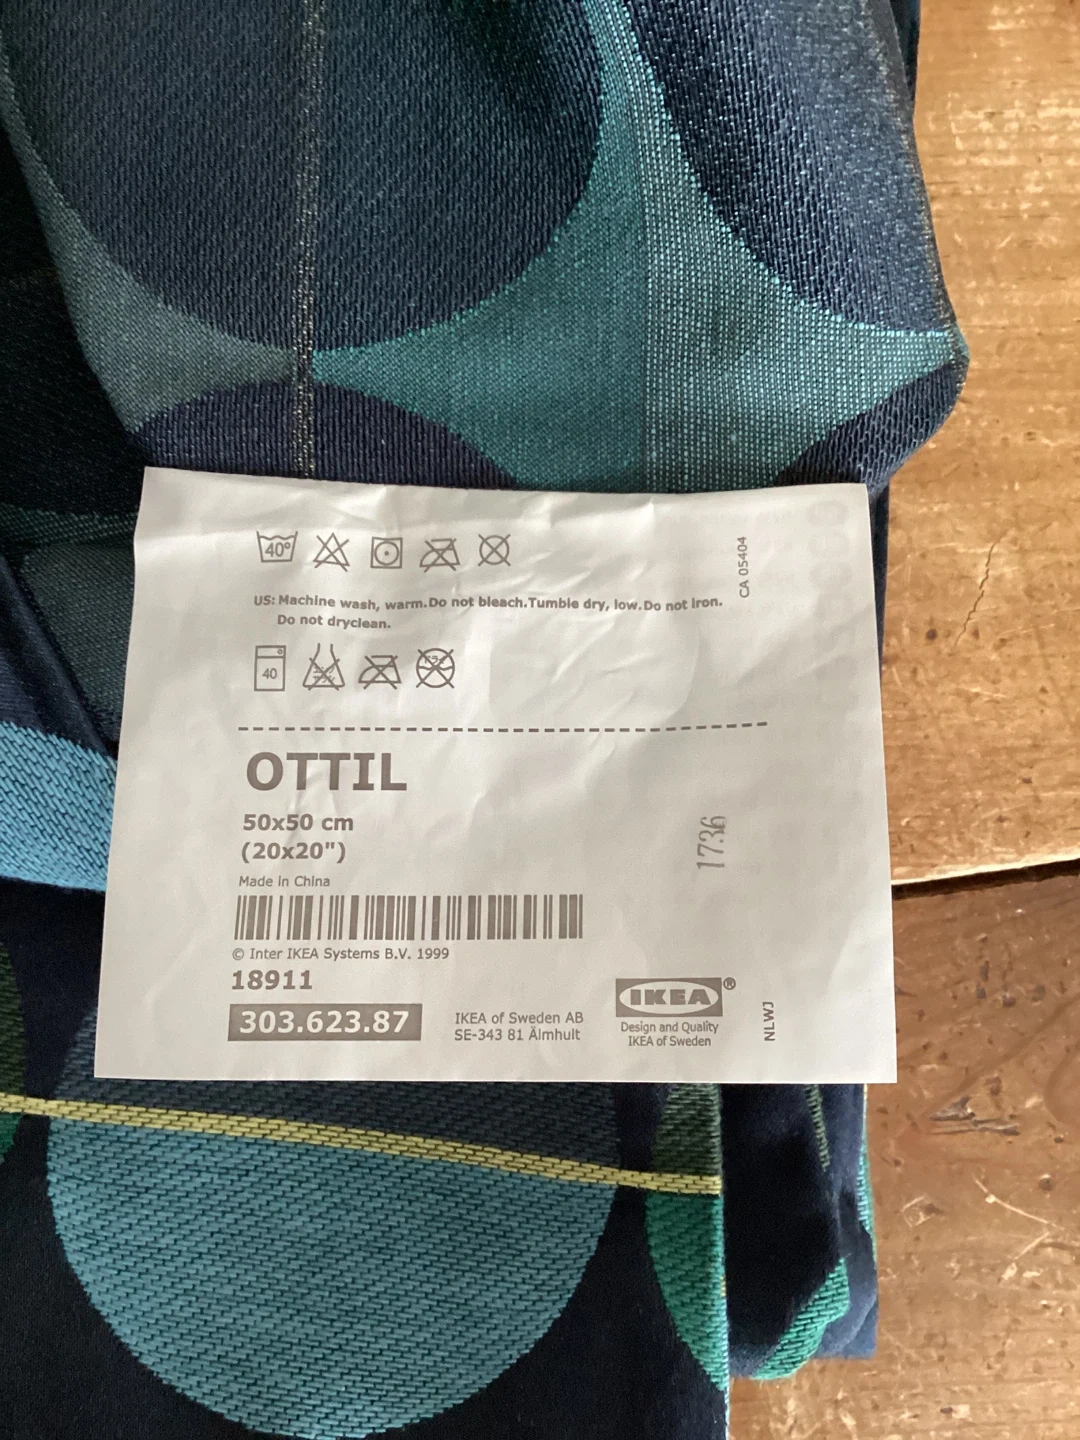 40°
US: Machine wash, warm.Do not bleach.Tumble dry, low.Do not iron.
Do not dryclean.
CA 05404
40
OTTIL
50x50 cm
(20x20")
Made in China
1736
© Inter IKEA Systems B.V. 1999
18911
303.623.87
IKEA of Sweden AB
SE-343 81 Älmhult
IKEA®
Design and Quality
IKEA of Sweden
NLWJ